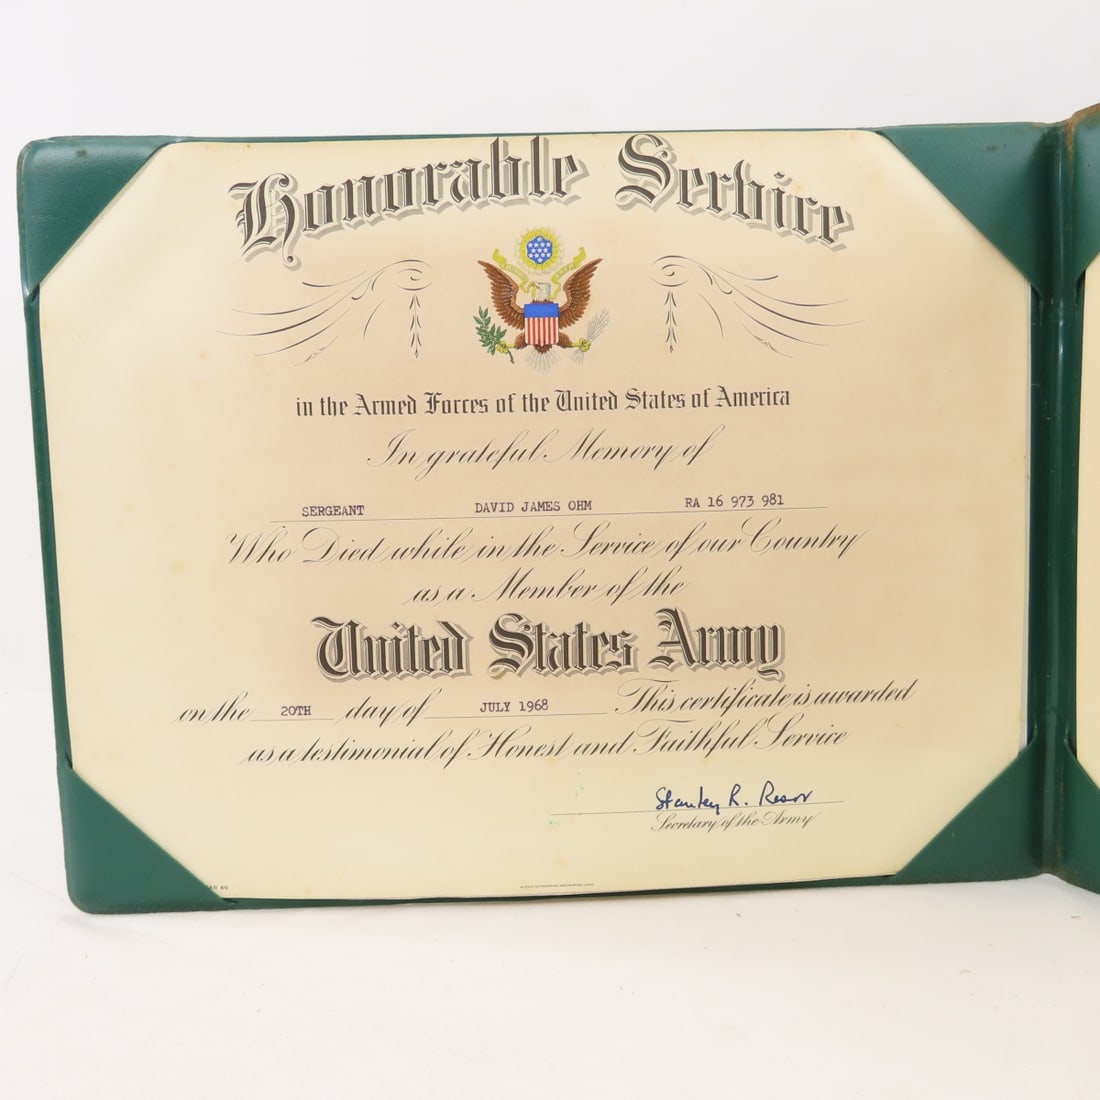 Honorable Service
in the Armed Forces of the United States of America
In grateful Memory of
SERGEANT DAVID JAMES OHM RA 16 973 981
Who Died while in the Service of our Country
as a Member of the
United States Army
on the 20TH day of JULY 1968 This certificate is awarded
as a testimonial of Honest and Faithful Service
Stanley R. Resor
Secretary of the Army